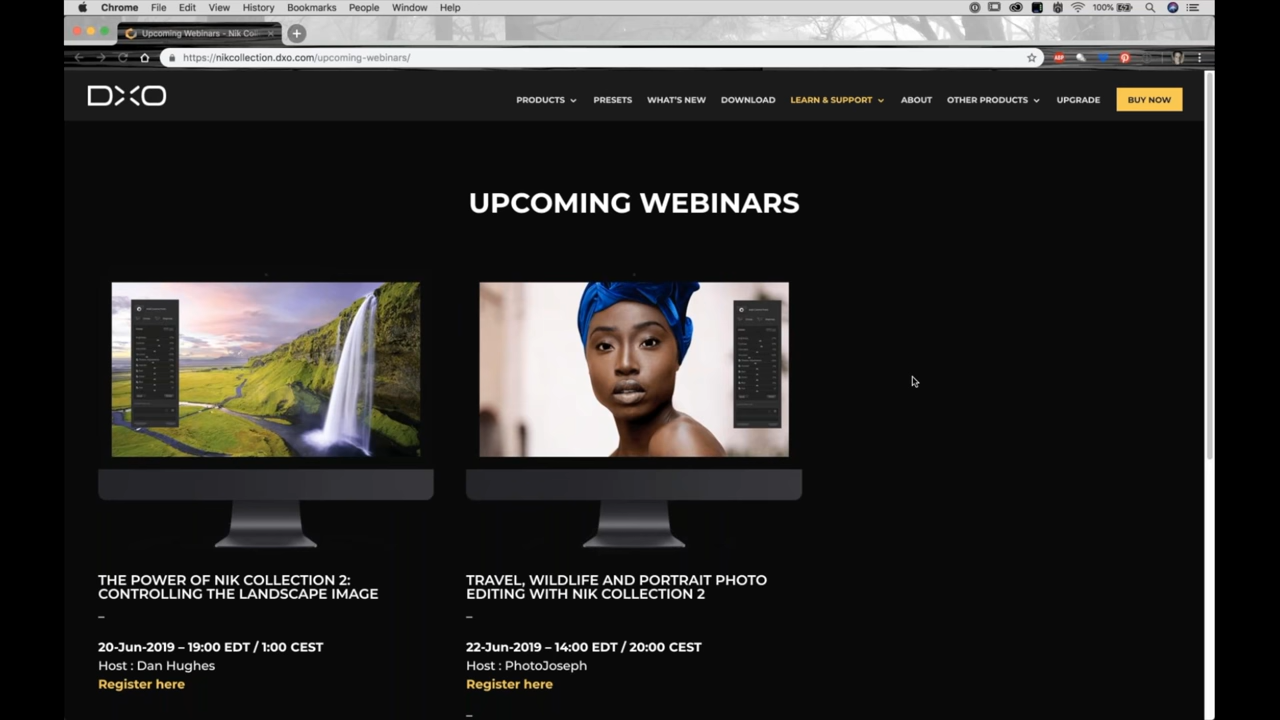 Chrome File Edit View History Bookmarks People Window Help 100%
Upcoming Webinars - Nik Col
https://nikcollection.dxo.com/upcoming-webinars/
DXO
PRODUCTS PRESETS WHAT'S NEW DOWNLOAD LEARN & SUPPORT ABOUT OTHER PRODUCTS UPGRADE BUY NOW
UPCOMING WEBINARS
THE POWER OF NIK COLLECTION 2:
CONTROLLING THE LANDSCAPE IMAGE
–
20-Jun-2019 – 19:00 EDT / 1:00 CEST
Host : Dan Hughes
Register here
TRAVEL, WILDLIFE AND PORTRAIT PHOTO
EDITING WITH NIK COLLECTION 2
–
22-Jun-2019 – 14:00 EDT / 20:00 CEST
Host : PhotoJoseph
Register here
–